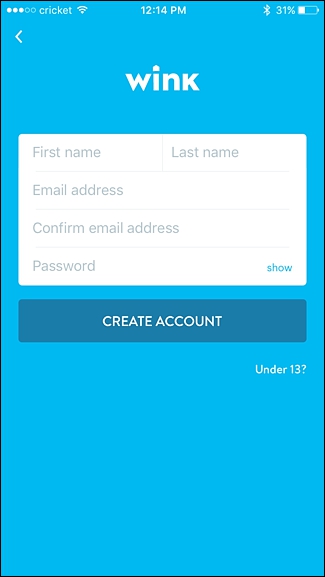 cricket 12:14 PM 31%
wink
First name Last name
Email address
Confirm email address
Password show
CREATE ACCOUNT
Under 13?